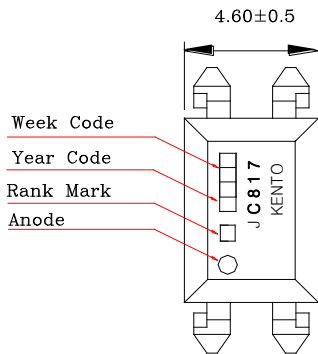 4.60±0.5
Week Code
Year Code
Rank Mark
Anode
J C817
KENTO